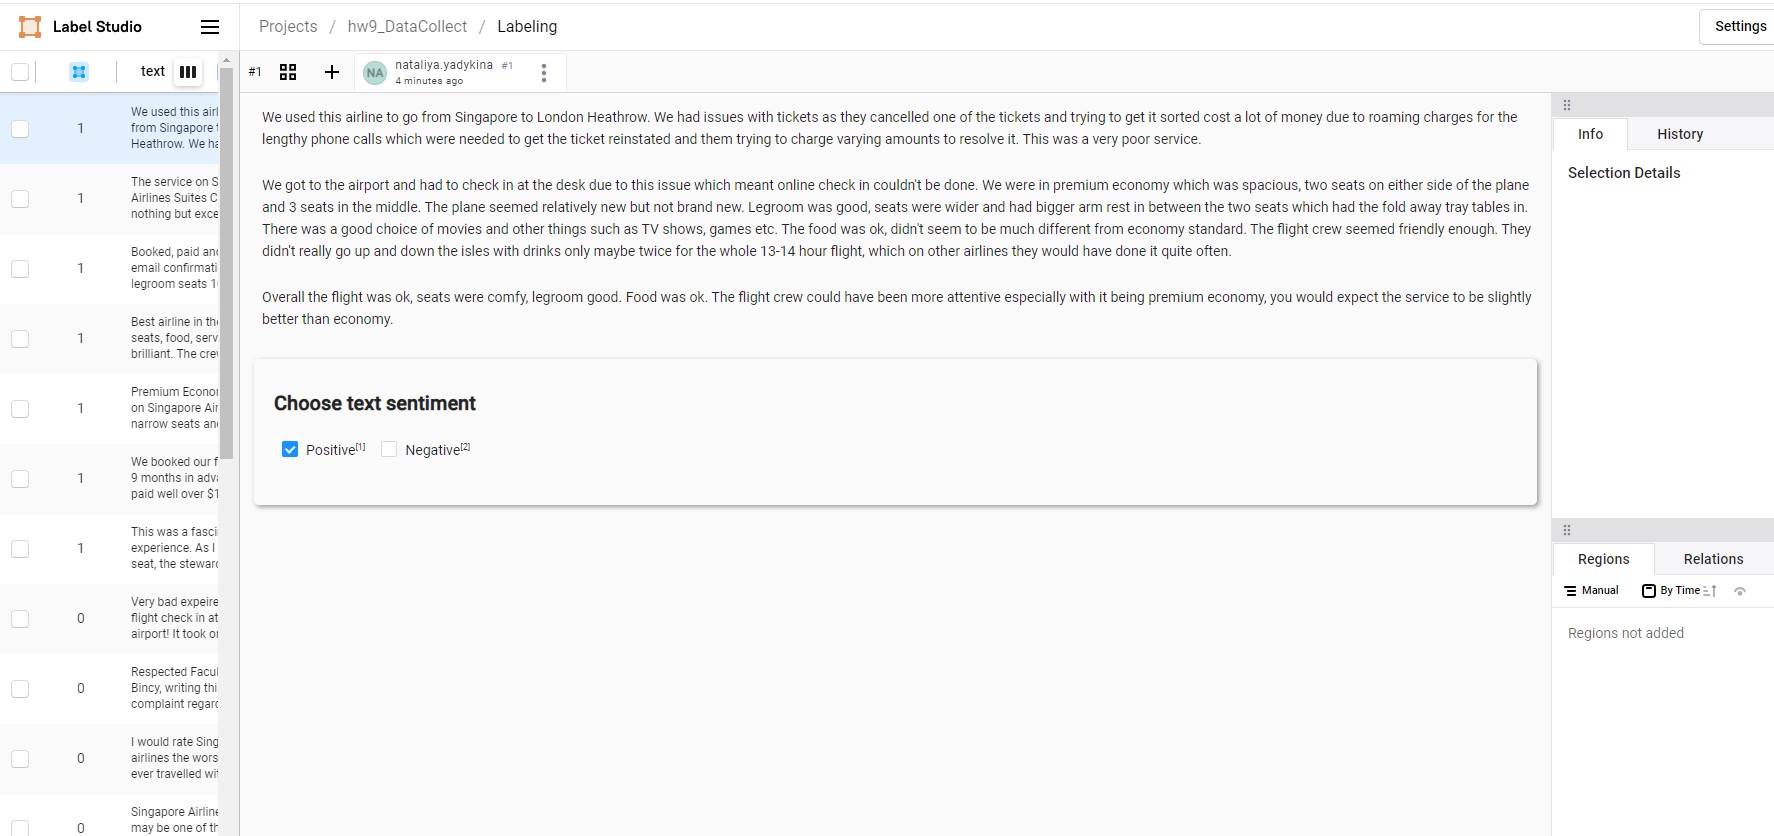 Label Studio
Projects / hw9_DataCollect / Labeling
Settings
text
#1
nataliya.yadykina #1
NA
4 minutes ago
1
We used this airl
from Singapore t
Heathrow. We ha
1
The service on S
Airlines Suites C
nothing but exce
1
Booked, paid and
email confirmati
legroom seats 1
1
Best airline in the
seats, food, serv
brilliant. The crew
1
Premium Econor
on Singapore Air
narrow seats and
1
We booked our f
9 months in adva
paid well over $1
1
This was a fasci
experience. As I
seat, the steward
0
Very bad expeire
flight check in at
airport! It took or
0
Respected Facul
Bincy, writing thi
complaint regard
0
I would rate Sing
airlines the wors
ever travelled wit
0
Singapore Airline
may be one of th
We used this airline to go from Singapore to London Heathrow. We had issues with tickets as they cancelled one of the tickets and trying to get it sorted cost a lot of money due to roaming charges for the
lengthy phone calls which were needed to get the ticket reinstated and them trying to charge varying amounts to resolve it. This was a very poor service.
We got to the airport and had to check in at the desk due to this issue which meant online check in couldn't be done. We were in premium economy which was spacious, two seats on either side of the plane
and 3 seats in the middle. The plane seemed relatively new but not brand new. Legroom was good, seats were wider and had bigger arm rest in between the two seats which had the fold away tray tables in.
There was a good choice of movies and other things such as TV shows, games etc. The food was ok, didn't seem to be much different from economy standard. The flight crew seemed friendly enough. They
didn't really go up and down the isles with drinks only maybe twice for the whole 13-14 hour flight, which on other airlines they would have done it quite often.
Overall the flight was ok, seats were comfy, legroom good. Food was ok. The flight crew could have been more attentive especially with it being premium economy, you would expect the service to be slightly
better than economy.
Choose text sentiment
Positive[1] Negative[2]
Info History
Selection Details
Regions Relations
Manual By Time
Regions not added